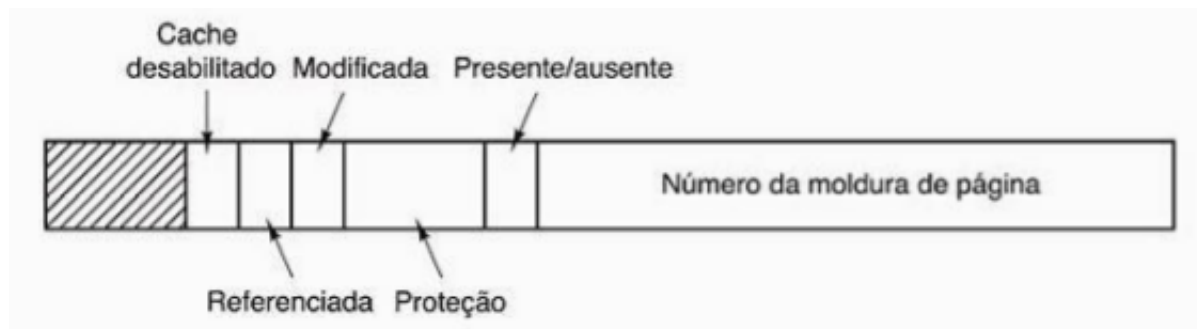 Cache
desabilitado Modificada Presente/ausente
Número da moldura de página
Referenciada Proteção